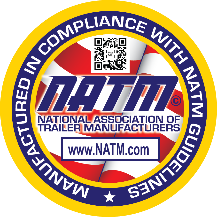 MANUFACTURED IN COMPLIANCE WITH NATM GUIDELINES
NATM©
NATIONAL ASSOCIATION OF
TRAILER MANUFACTURERS
www.NATM.com